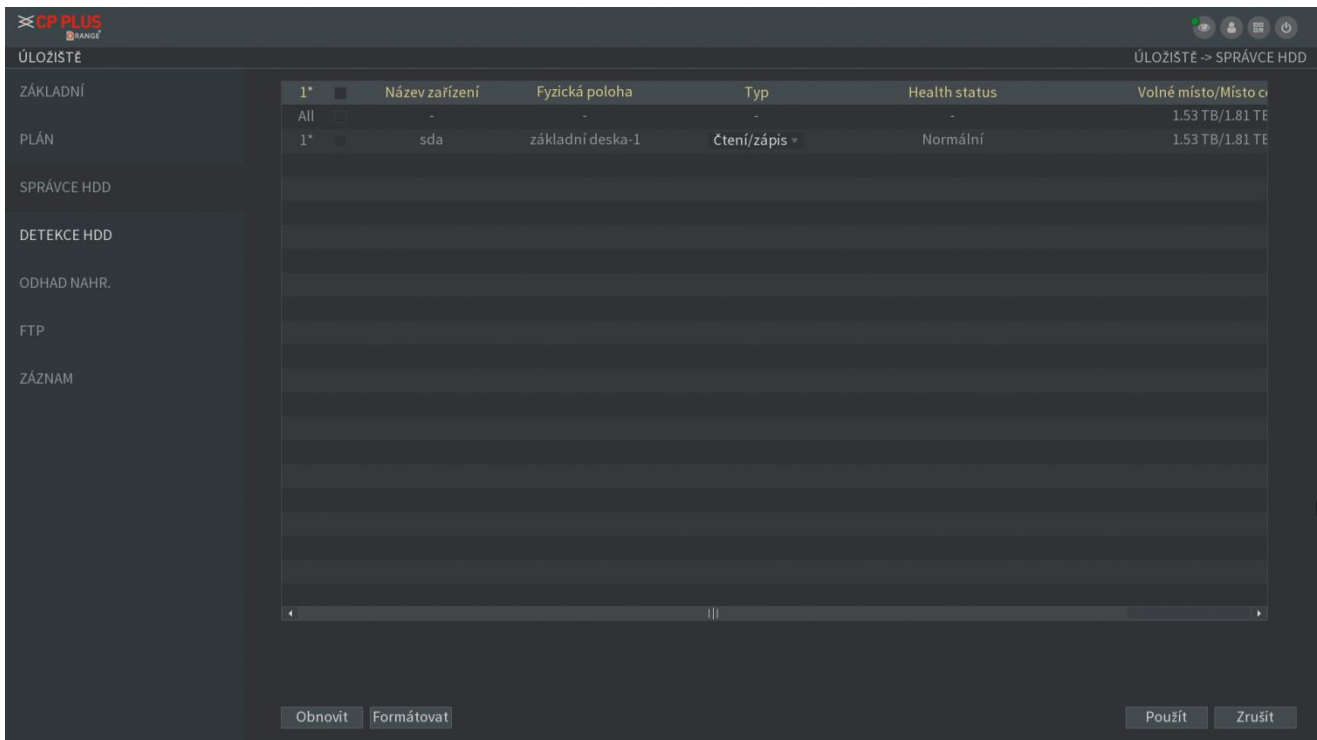 CP PLUS
ORANGE
ÚLOŽIŠTĚ
ÚLOŽIŠTĚ -> SPRÁVCE HDD
ZÁKLADNÍ
PLÁN
SPRÁVCE HDD
DETEKCE HDD
ODHAD NAHR.
FTP
ZÁZNAM
1* Název zařízení Fyzická poloha Typ Health status Volné místo/Místo c
All - - - - 1.53 TB/1.81 TB
1* sda základní deska-1 Čtení/zápis Normální 1.53 TB/1.81 TB
Obnovit Formátovat Použít Zrušit